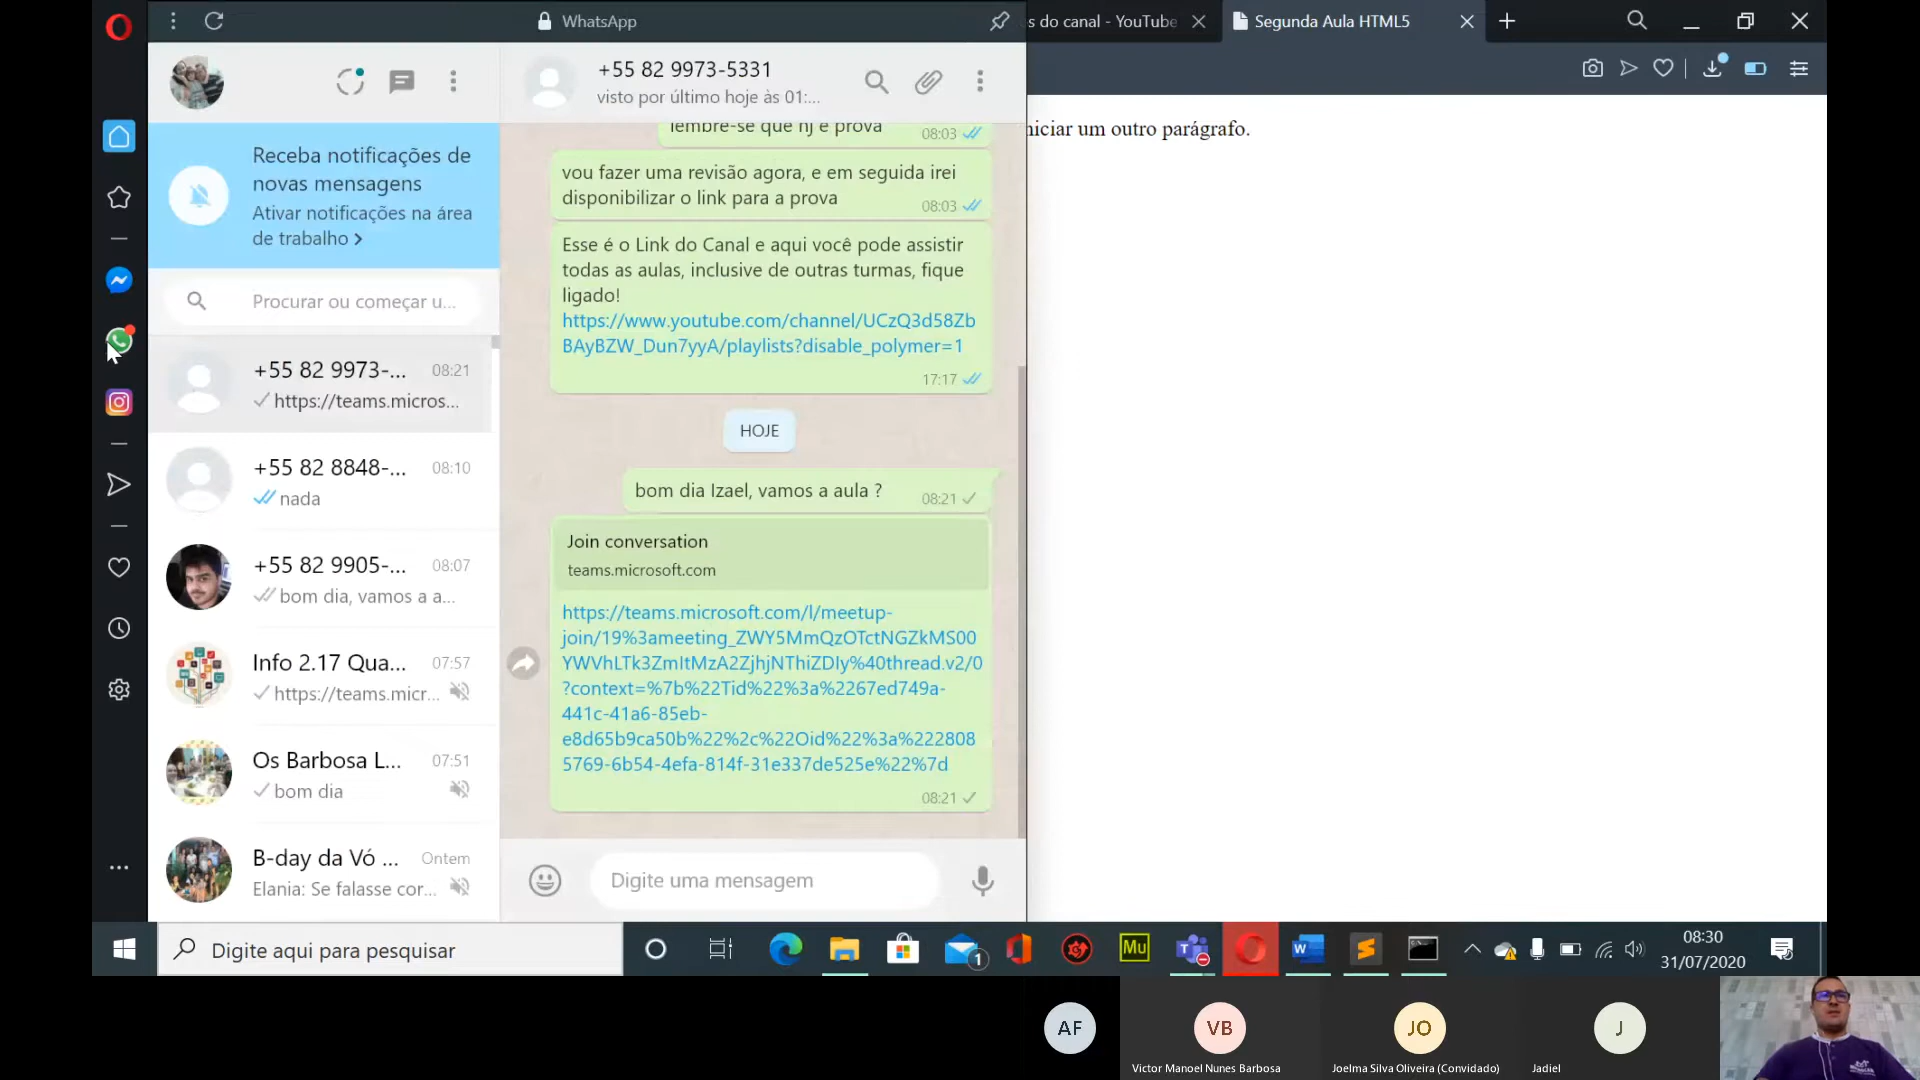 WhatsApp
s do canal - YouTube
Segunda Aula HTML5
+55 82 9973-5331
visto por último hoje às 01:...
niciar um outro parágrafo.
Receba notificações de
novas mensagens
Ativar notificações na área
de trabalho >
Procurar ou começar u...
+55 82 9973-... 08:21
https://teams.micros...
+55 82 8848-... 08:10
nada
+55 82 9905-... 08:07
bom dia, vamos a a...
Info 2.17 Qua... 07:57
https://teams.micr...
Os Barbosa L... 07:51
bom dia
B-day da Vó ... Ontem
Elania: Se falasse cor...
lembre-se que hj é prova 08:03
vou fazer uma revisão agora, e em seguida irei
disponibilizar o link para a prova 08:03
Esse é o Link do Canal e aqui você pode assistir
todas as aulas, inclusive de outras turmas, fique
ligado!
https://www.youtube.com/channel/UCzQ3d58Zb
BAyBZW_Dun7yyA/playlists?disable_polymer=1
17:17
HOJE
bom dia Izael, vamos a aula ? 08:21
Join conversation
teams.microsoft.com
https://teams.microsoft.com/l/meetup-
join/19%3ameeting_ZWY5MmQzOTctNGZkMS00
YWVhLTk3ZmItMzA2ZjhjNThiZDIy%40thread.v2/0
?context=%7b%22Tid%22%3a%2267ed749a-
441c-41a6-85eb-
e8d65b9ca50b%22%2c%22Oid%22%3a%222808
5769-6b54-4efa-814f-31e337de525e%22%7d
08:21
Digite uma mensagem
Digite aqui para pesquisar
1
Mu
08:30
31/07/2020
AF
VB
JO
J
Victor Manoel Nunes Barbosa
Joelma Silva Oliveira (Convidado)
Jadiel